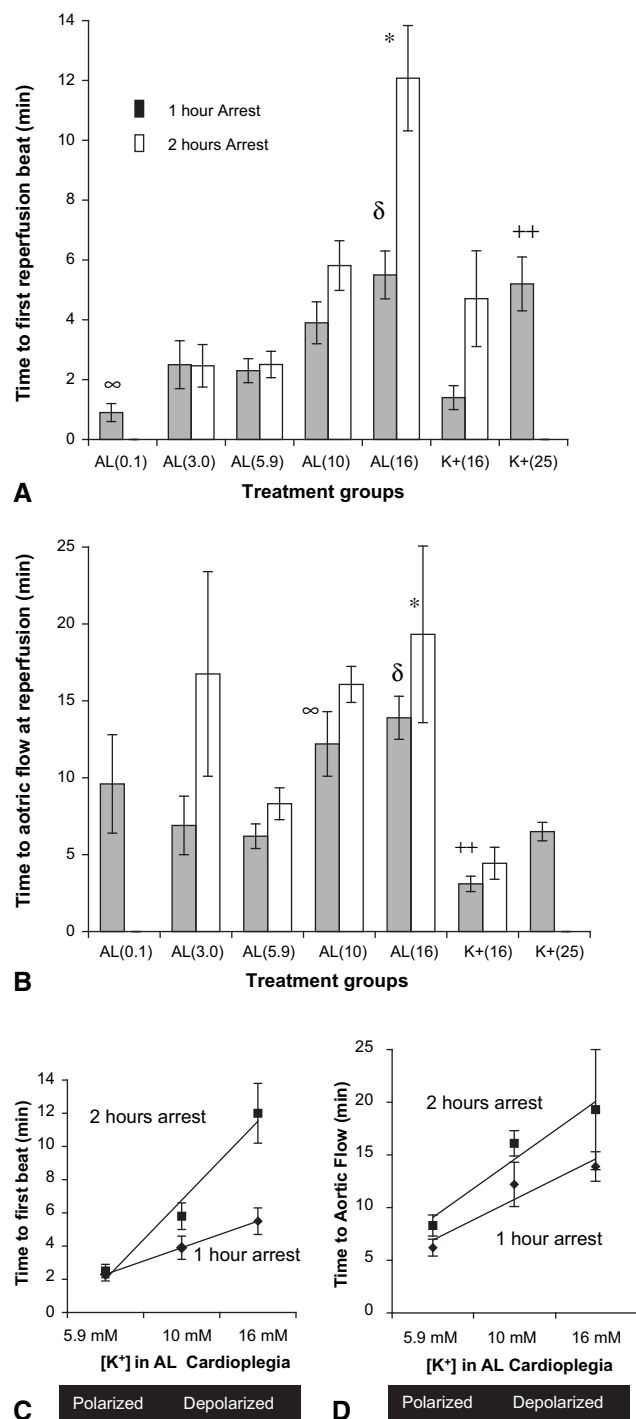 14
12
10
8
6
4
2
0
Time to first reperfusion beat (min)
1 hour Arrest
2 hours Arrest
∞
δ
*
++
AL(0.1) AL(3.0) AL(5.9) AL(10) AL(16) K+(16) K+(25)
Treatment groups
A
25
20
15
10
5
0
Time to aotric flow at reperfusion (min)
∞
δ
*
++
AL(0.1) AL(3.0) AL(5.9) AL(10) AL(16) K+(16) K+(25)
Treatment groups
B
14
12
10
8
6
4
2
0
Time to first beat (min)
2 hours arrest
1 hour arrest
5.9 mM 10 mM 16 mM
[K+] in AL Cardioplegia
Polarized Depolarized
C
25
20
15
10
5
0
Time to Aortic Flow (min)
2 hours arrest
1 hour arrest
5.9 mM 10 mM 16 mM
[K+] in AL Cardioplegia
Polarized Depolarized
D